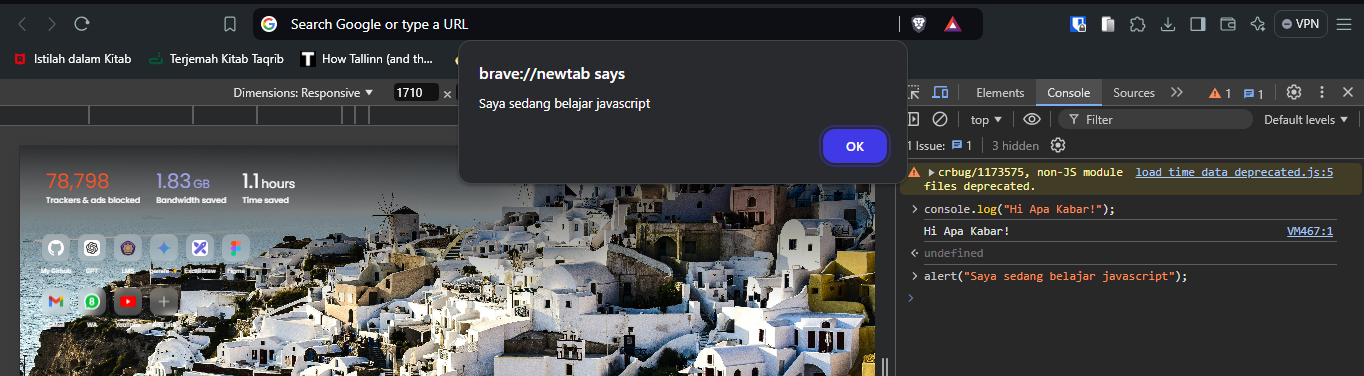 Search Google or type a URL
VPN
Istilah dalam Kitab
Terjemah Kitab Taqrib
How Tallinn (and th...
brave://newtab says
Saya sedang belajar javascript
OK
Dimensions: Responsive
1710
×
Elements
Console
Sources
1
1
top
Filter
Default levels
1 Issue:
1
3 hidden
crbug/1173575, non-JS module files deprecated.
load_time_data_deprecated.js:5
console.log("Hi Apa Kabar!");
Hi Apa Kabar!
VM467:1
undefined
alert("Saya sedang belajar javascript");
78,798
Trackers & ads blocked
1.83 GB
Bandwidth saved
1.1 hours
Time saved
My Github
GPT
LMS
Excalidraw
Figma
WA